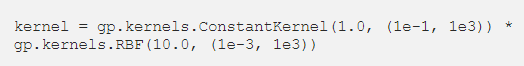 kernel = gp.kernels.ConstantKernel(1.0, (1e-1, 1e3)) *
gp.kernels.RBF(10.0, (1e-3, 1e3))